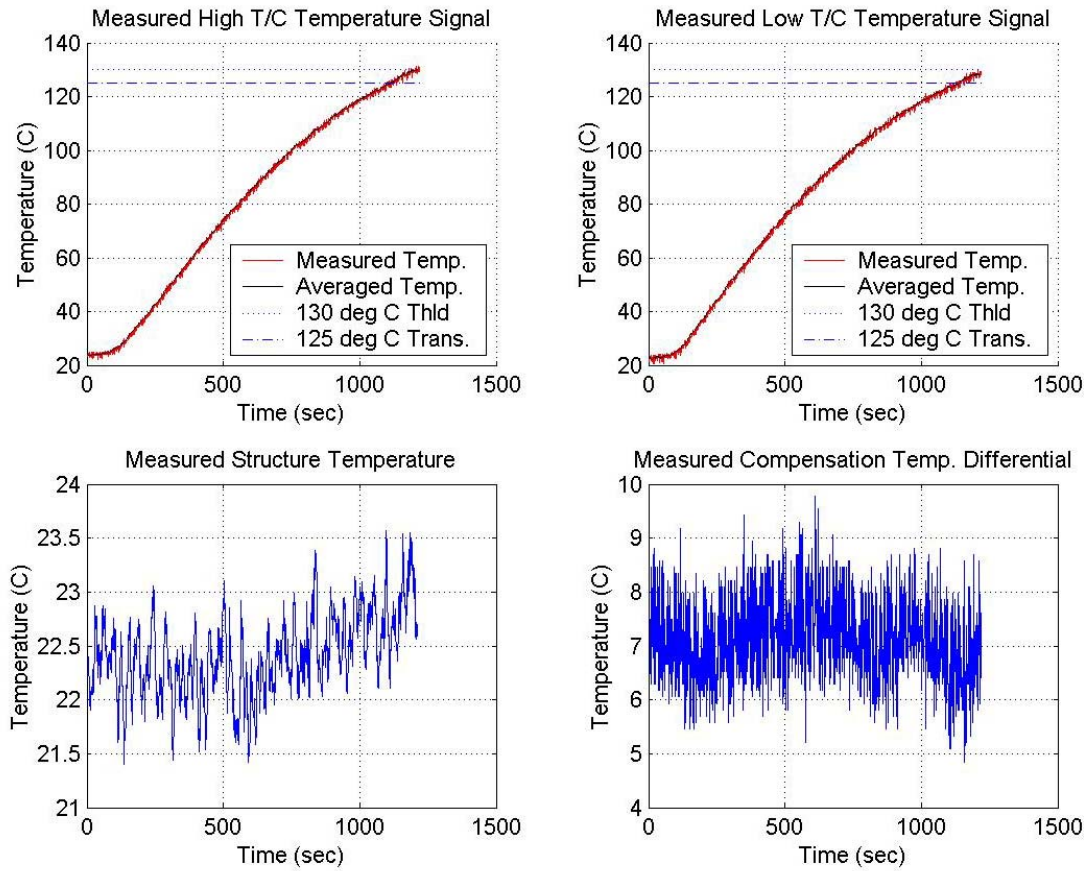 Measured High T/C Temperature Signal
140
120
100
80
60
40
20
Temperature (C)
Measured Temp.
Averaged Temp.
130 deg C Thld
125 deg C Trans.
0 500 1000 1500
Time (sec)
Measured Low T/C Temperature Signal
140
120
100
80
60
40
20
Temperature (C)
Measured Temp.
Averaged Temp.
130 deg C Thld
125 deg C Trans.
0 500 1000 1500
Time (sec)
Measured Structure Temperature
24
23.5
23
22.5
22
21.5
21
Temperature (C)
0 500 1000 1500
Time (sec)
Measured Compensation Temp. Differential
10
9
8
7
6
5
4
Temperature (C)
0 500 1000 1500
Time (sec)